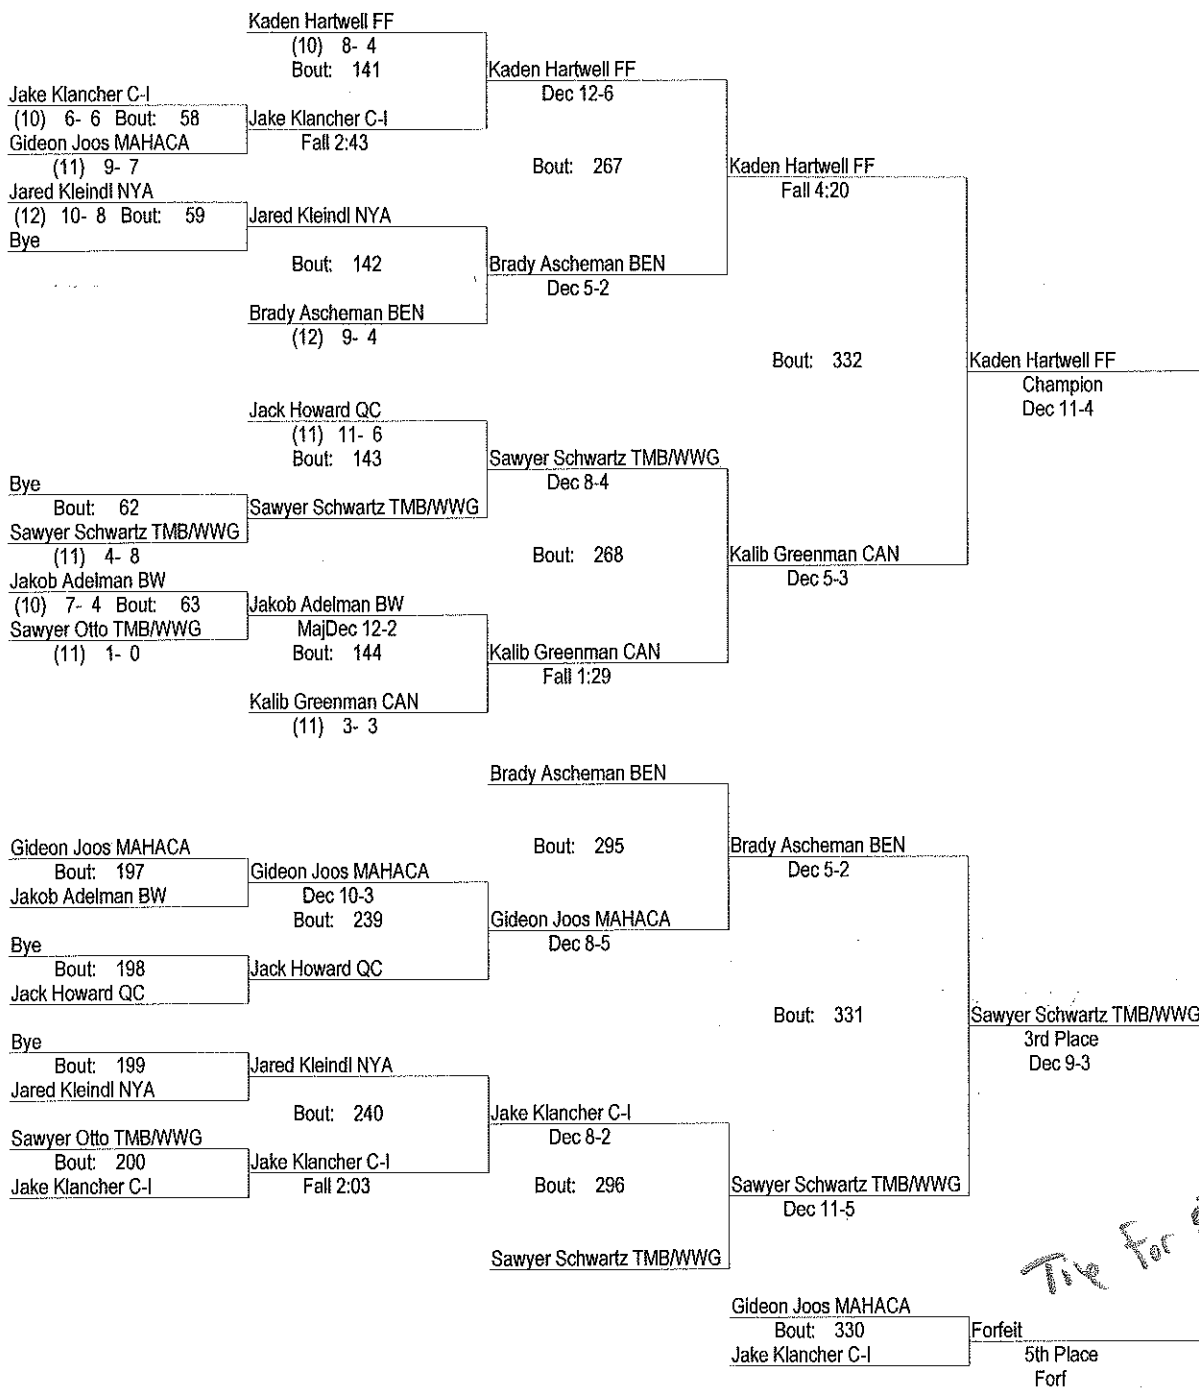 Kaden Hartwell FF
(10) 8- 4
Bout: 141
Kaden Hartwell FF
Dec 12-6
Jake Klancher C-I
(10) 6- 6 Bout: 58
Jake Klancher C-I
Fall 2:43
Gideon Joos MAHACA
(11) 9- 7
Bout: 267
Kaden Hartwell FF
Fall 4:20
Jared Kleindl NYA
(12) 10- 8 Bout: 59
Jared Kleindl NYA
Bye
Bout: 142
Brady Ascheman BEN
Dec 5-2
Brady Ascheman BEN
(12) 9- 4
Bout: 332
Kaden Hartwell FF
Champion
Dec 11-4
Jack Howard QC
(11) 11- 6
Bout: 143
Sawyer Schwartz TMB/WWG
Dec 8-4
Bye
Bout: 62
Sawyer Schwartz TMB/WWG
Sawyer Schwartz TMB/WWG
(11) 4- 8
Bout: 268
Kalib Greenman CAN
Dec 5-3
Jakob Adelman BW
(10) 7- 4 Bout: 63
Jakob Adelman BW
MajDec 12-2
Sawyer Otto TMB/WWG
(11) 1- 0
Bout: 144
Kalib Greenman CAN
Fall 1:29
Kalib Greenman CAN
(11) 3- 3
Brady Ascheman BEN
Bout: 295
Brady Ascheman BEN
Dec 5-2
Gideon Joos MAHACA
Bout: 197
Jakob Adelman BW
Gideon Joos MAHACA
Dec 10-3
Bout: 239
Gideon Joos MAHACA
Dec 8-5
Bye
Bout: 198
Jack Howard QC
Jack Howard QC
Bout: 331
Sawyer Schwartz TMB/WWG
3rd Place
Dec 9-3
Bye
Bout: 199
Jared Kleindl NYA
Jared Kleindl NYA
Bout: 240
Jake Klancher C-I
Dec 8-2
Sawyer Otto TMB/WWG
Bout: 200
Jake Klancher C-I
Jake Klancher C-I
Fall 2:03
Bout: 296
Sawyer Schwartz TMB/WWG
Dec 11-5
Sawyer Schwartz TMB/WWG
Tie For
Gideon Joos MAHACA
Bout: 330
Jake Klancher C-I
Forfeit
5th Place
Forf